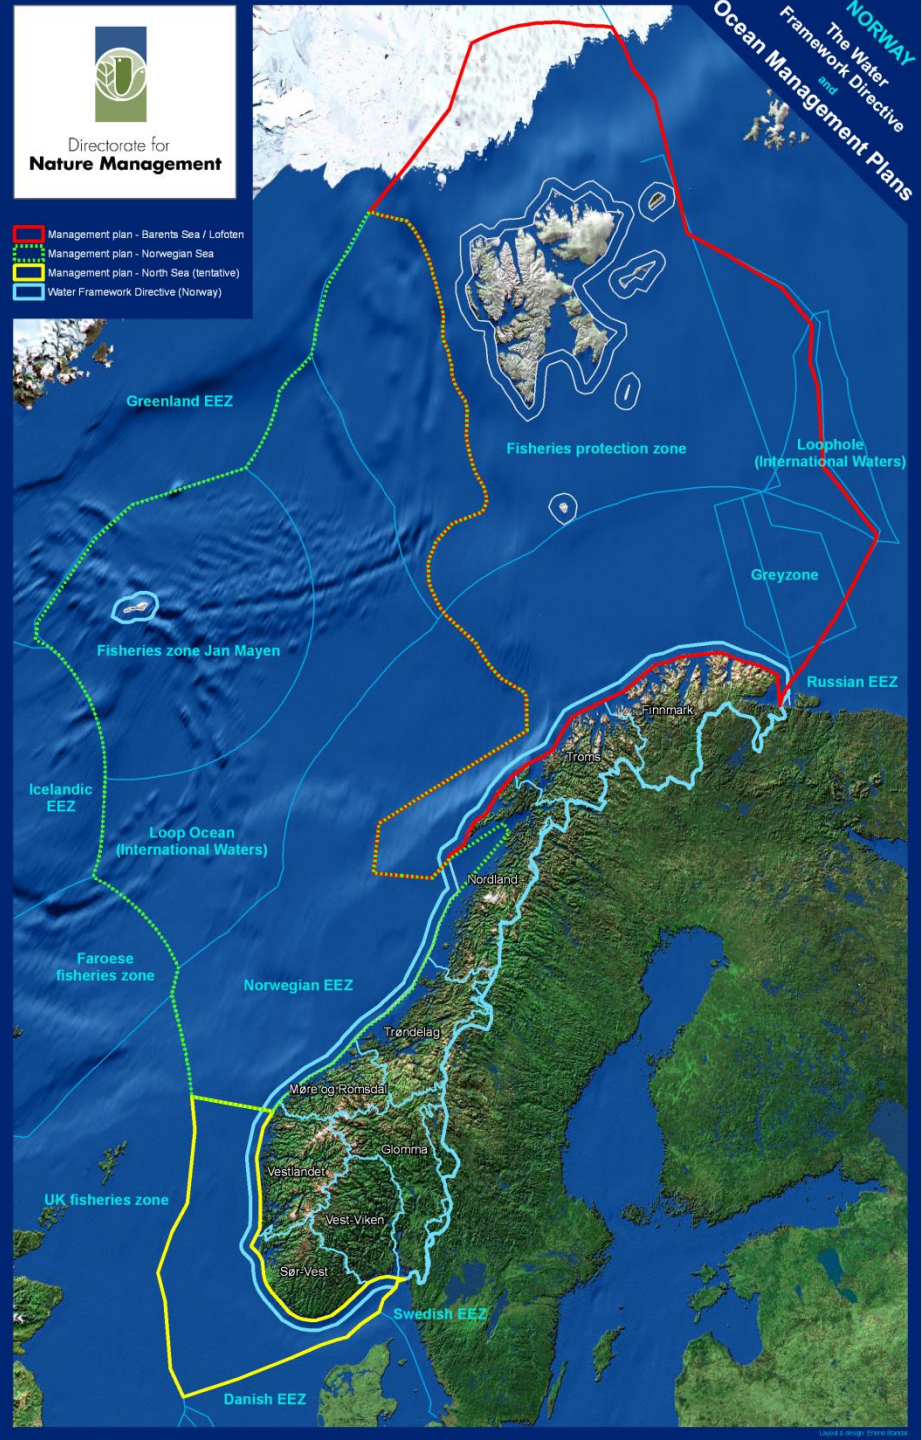 NORWAY
The Water
Framework Directive
and
Ocean Management Plans
Directorate for
Nature Management
Management plan - Barents Sea / Lofoten
Management plan - Norwegian Sea
Management plan - North Sea (tentative)
Water Framework Directive (Norway)
Greenland EEZ
Fisheries protection zone
Loophole
(International Waters)
Greyzone
Fisheries zone Jan Mayen
Russian EEZ
Finnmark
Troms
Icelandic
EEZ
Loop Ocean
(International Waters)
Nordland
Faroese
fisheries zone
Norwegian EEZ
Trøndelag
Møre og Romsdal
Glomma
Vestlandet
UK fisheries zone
Vest-Viken
Sør-Vest
Swedish EEZ
Danish EEZ
Layout & design: Erlend Standal